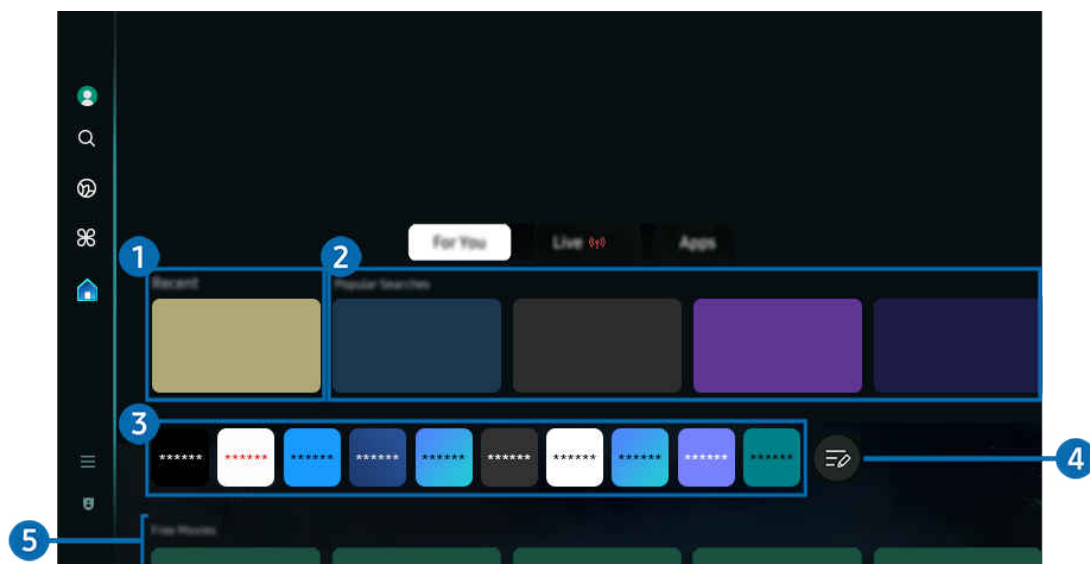 For You Live Apps
1 2
Recent Popular Searches
3
****** ****** ****** ****** ****** ****** ****** ****** ****** ******
4
5
Free Movies